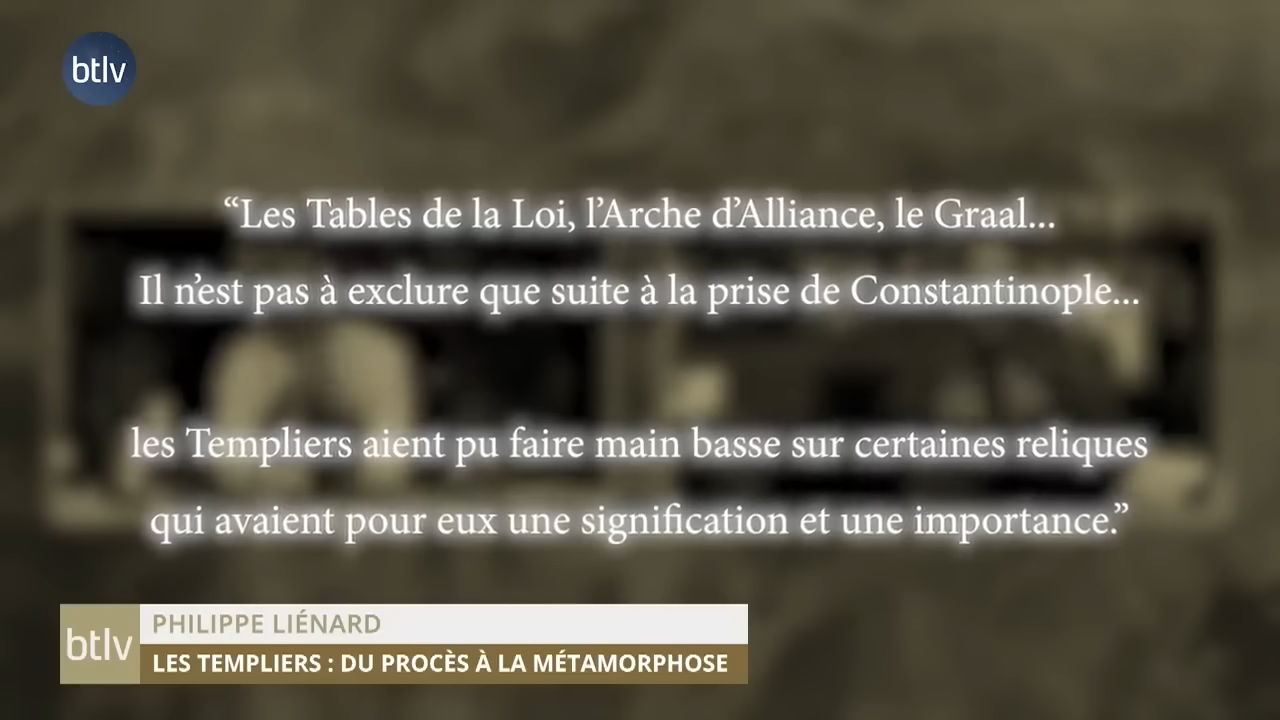 btlv
“Les Tables de la Loi, l’Arche d’Alliance, le Graal...
Il n’est pas à exclure que suite à la prise de Constantinople...
les Templiers aient pu faire main basse sur certaines reliques
qui avaient pour eux une signification et une importance.”
btlv
PHILIPPE LIÉNARD
LES TEMPLIERS : DU PROCÈS À LA MÉTAMORPHOSE